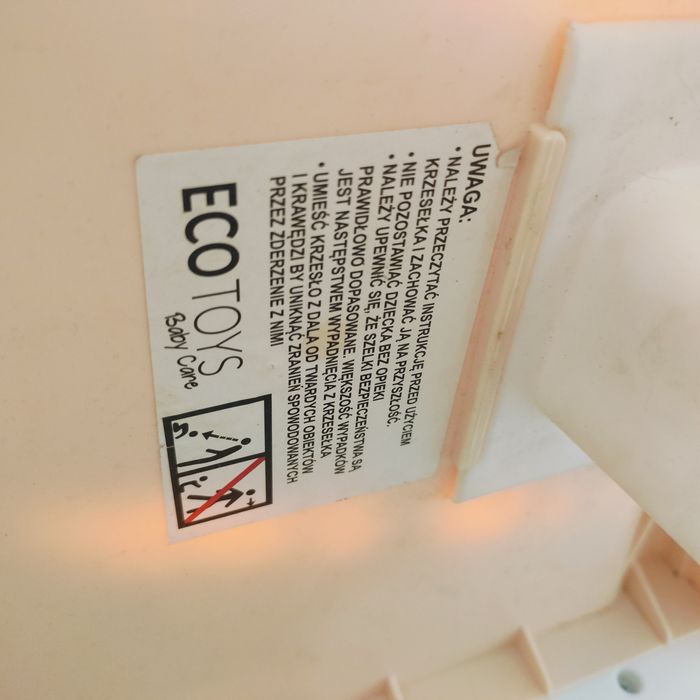 UWAGA:
• NALEŻY PRZECZYTAĆ INSTRUKCJĘ PRZED UŻYCIEM
KRZESEŁKA I ZACHOWAĆ JĄ NA PRZYSZŁOŚĆ.
• NIE POZOSTAWIAĆ DZIECKA BEZ OPIEKI
• NALEŻY UPEWNIĆ SIĘ, ŻE SZELKI BEZPIECZEŃSTWA SĄ
PRAWIDŁOWO DOPASOWANE. WIĘKSZOŚĆ WYPADKÓW
JEST NASTĘPSTWEM WYPADNIĘCIA Z KRZESEŁKA
• UMIEŚĆ KRZESŁO Z DALA OD TWARDYCH OBIEKTÓW
I KRAWĘDZI BY UNIKNĄĆ ZRANIEŃ SPOWODOWANYCH
PRZEZ ZDERZENIE Z NIMI
ECOTOYS
Baby Care